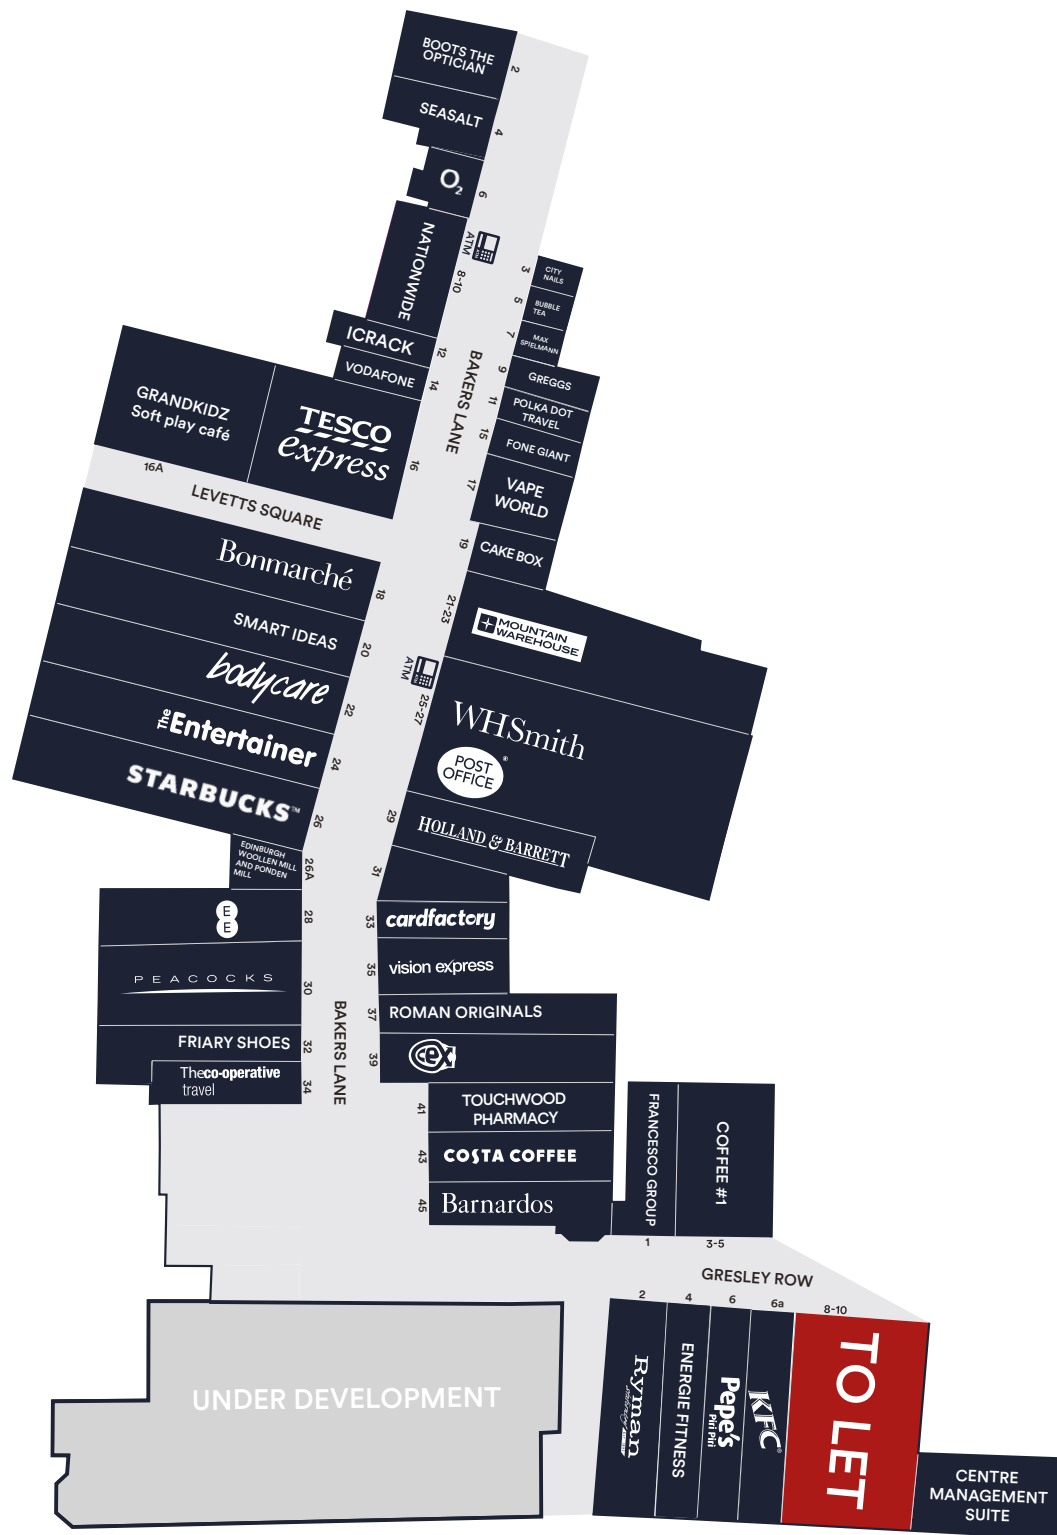 BOOTS THE
OPTICIAN
2
SEASALT
4
O2
6
ATM
NATIONWIDE
8-10
CITY
NAILS
3
BUBBLE
TEA
5
MAX
SPIELMANN
7
ICRACK
12
VODAFONE
14
BAKERS LANE
GREGGS
9
POLKA DOT
TRAVEL
11
FONE GIANT
15
VAPE
WORLD
17
CAKE BOX
19
GRANDKIDZ
Soft play café
16A
TESCO
express
16
LEVETTS SQUARE
Bonmarché
18
SMART IDEAS
20
bodycare
22
The Entertainer
24
STARBUCKS™
26
21-23
MOUNTAIN
WAREHOUSE
ATM
25-27
WHSmith
POST
OFFICE®
29
HOLLAND & BARRETT
31
EDINBURGH
WOOLLEN MILL
AND PONDEN
MILL
26A
EE
28
PEACOCKS
30
FRIARY SHOES
32
Theco-operative
travel
34
33
cardfactory
35
vision express
37
ROMAN ORIGINALS
39
cex
BAKERS LANE
41
TOUCHWOOD
PHARMACY
43
COSTA COFFEE
45
Barnardos
FRANCESCO GROUP
1
COFFEE #1
3-5
GRESLEY ROW
2
4
6
6a
8-10
Ryman
ENERGIE FITNESS
Pepe's
Piri Piri
KFC®
TO LET
UNDER DEVELOPMENT
CENTRE
MANAGEMENT
SUITE